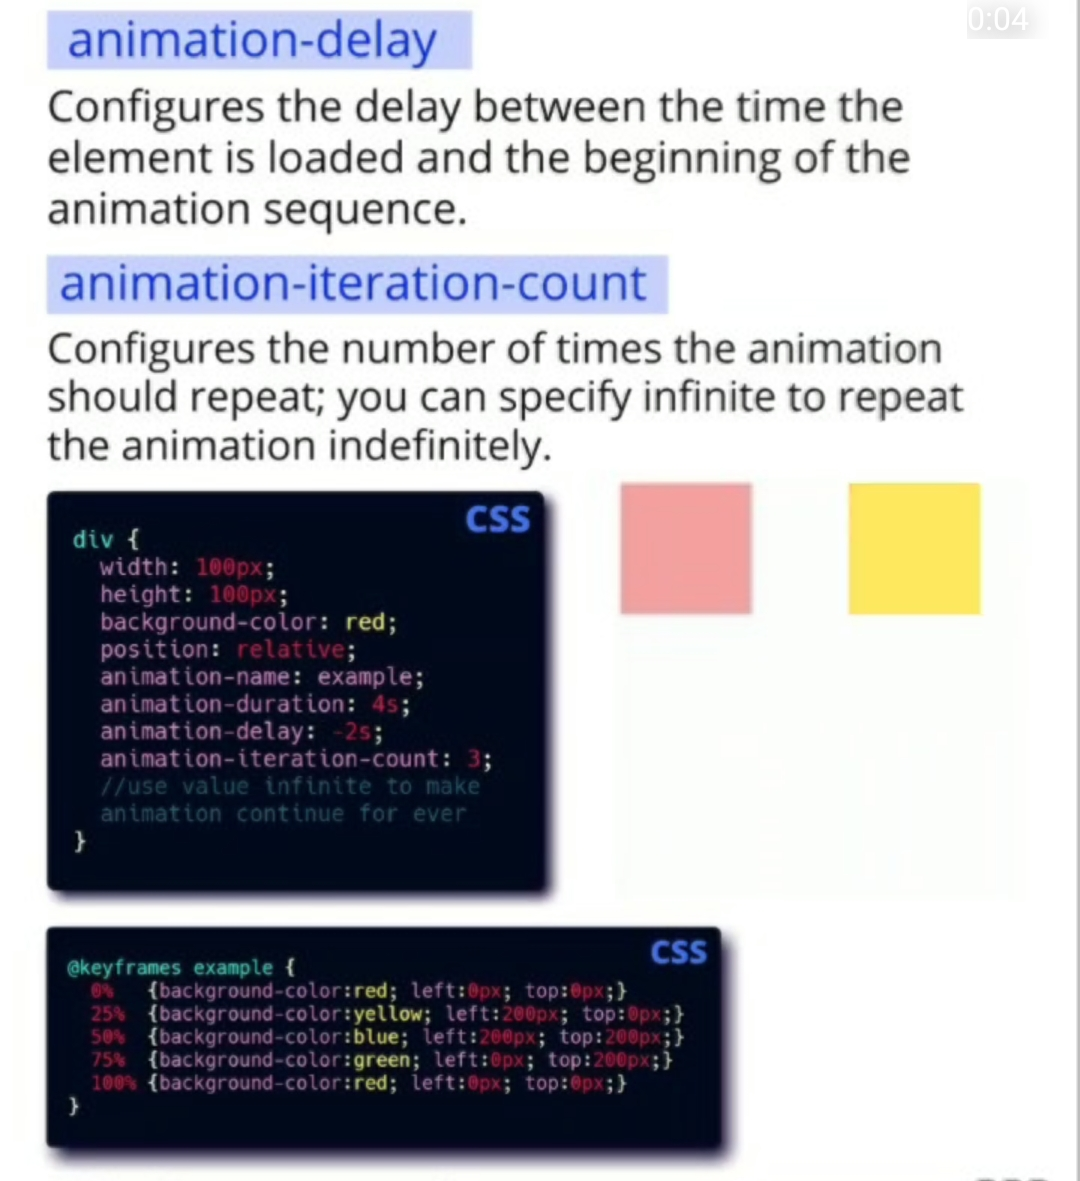 0:04
animation-delay
Configures the delay between the time the
element is loaded and the beginning of the
animation sequence.
animation-iteration-count
Configures the number of times the animation
should repeat; you can specify infinite to repeat
the animation indefinitely.
CSS
div {
width: 100px;
height: 100px;
background-color: red;
position: relative;
animation-name: example;
animation-duration: 4s;
animation-delay: -2s;
animation-iteration-count: 3;
//use value infinite to make
animation continue for ever
}
CSS
@keyframes example {
0% {background-color:red; left:0px; top:0px;}
25% {background-color:yellow; left:200px; top:0px;}
50% {background-color:blue; left:200px; top:200px;}
75% {background-color:green; left:0px; top:200px;}
100% {background-color:red; left:0px; top:0px;}
}